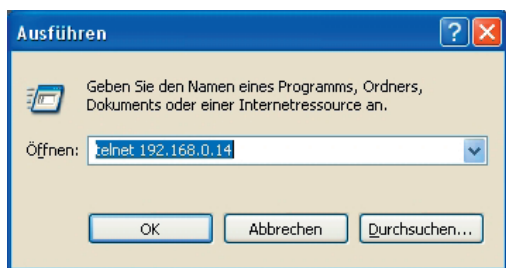 Ausführen
Geben Sie den Namen eines Programms, Ordners,
Dokuments oder einer Internetressource an.
Öffnen: telnet 192.168.0.14
OK Abbrechen Durchsuchen...